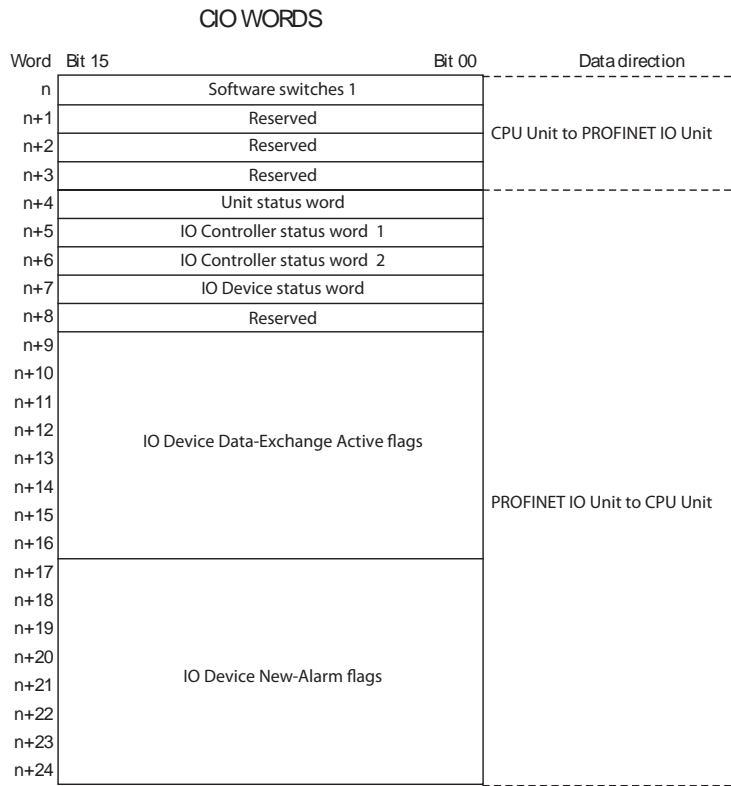 CIO WORDS
Word Bit 15 Bit 00 Data direction
n Software switches 1
n+1 Reserved
CPU Unit to PROFINET IO Unit
n+2 Reserved
n+3 Reserved
n+4 Unit status word
n+5 IO Controller status word 1
n+6 IO Controller status word 2
n+7 IO Device status word
n+8 Reserved
n+9
n+10
n+11
n+12 IO Device Data-Exchange Active flags
n+13
n+14
n+15 PROFINET IO Unit to CPU Unit
n+16
n+17
n+18
n+19
n+20 IO Device New-Alarm flags
n+21
n+22
n+23
n+24